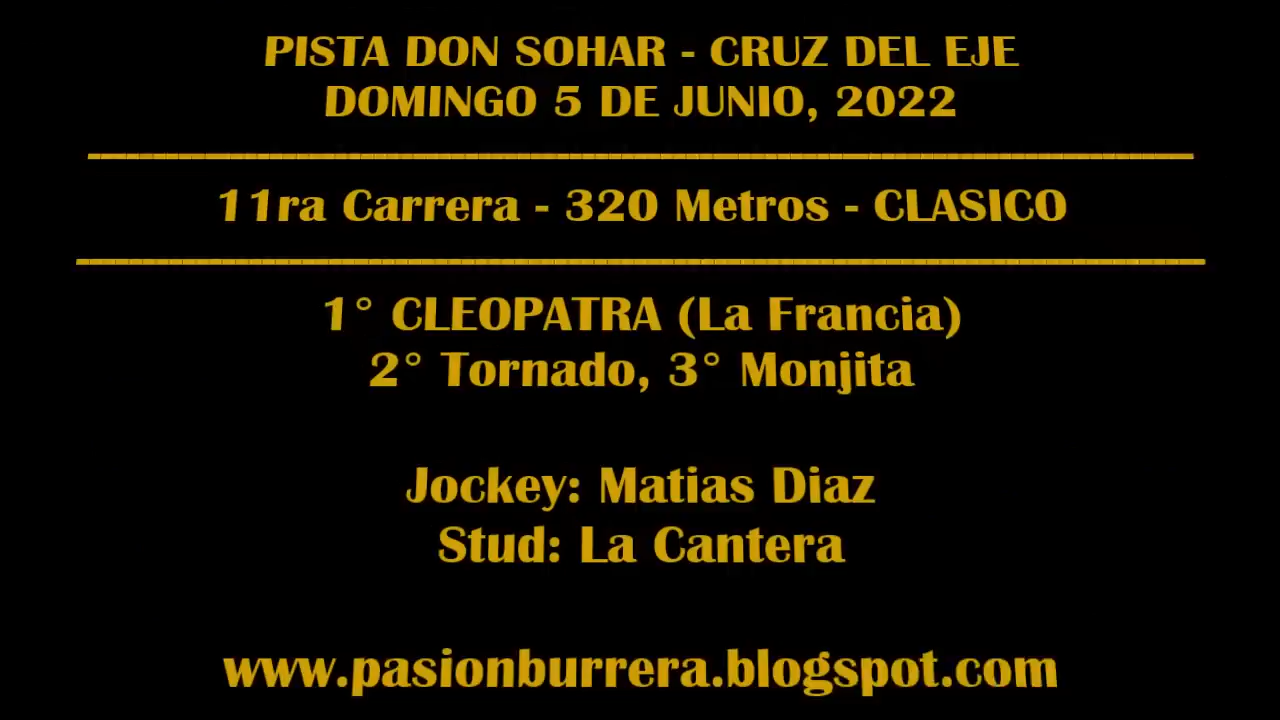 PISTA DON SOHAR - CRUZ DEL EJE
DOMINGO 5 DE JUNIO, 2022
11ra Carrera - 320 Metros - CLASICO
1° CLEOPATRA (La Francia)
2° Tornado, 3° Monjita
Jockey: Matias Diaz
Stud: La Cantera
www.pasionburrera.blogspot.com